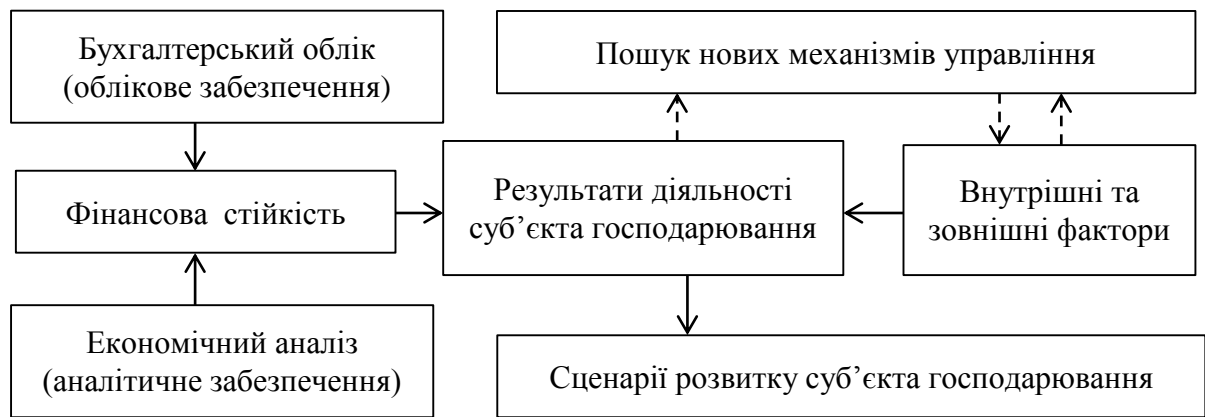 Бухгалтерський облік
(облікове забезпечення)
Пошук нових механізмів управління
Фінансова стійкість
Результати діяльності
суб’єкта господарювання
Внутрішні та
зовнішні фактори
Економічний аналіз
(аналітичне забезпечення)
Сценарії розвитку суб’єкта господарювання